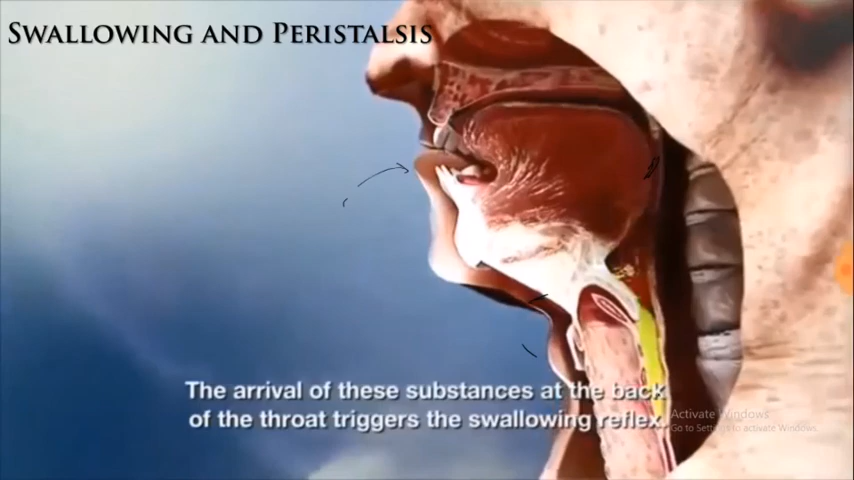 Swallowing and Peristalsis
The arrival of these substances at the back
of the throat triggers the swallowing reflex.
Activate Windows
Go to Settings to activate Windows.